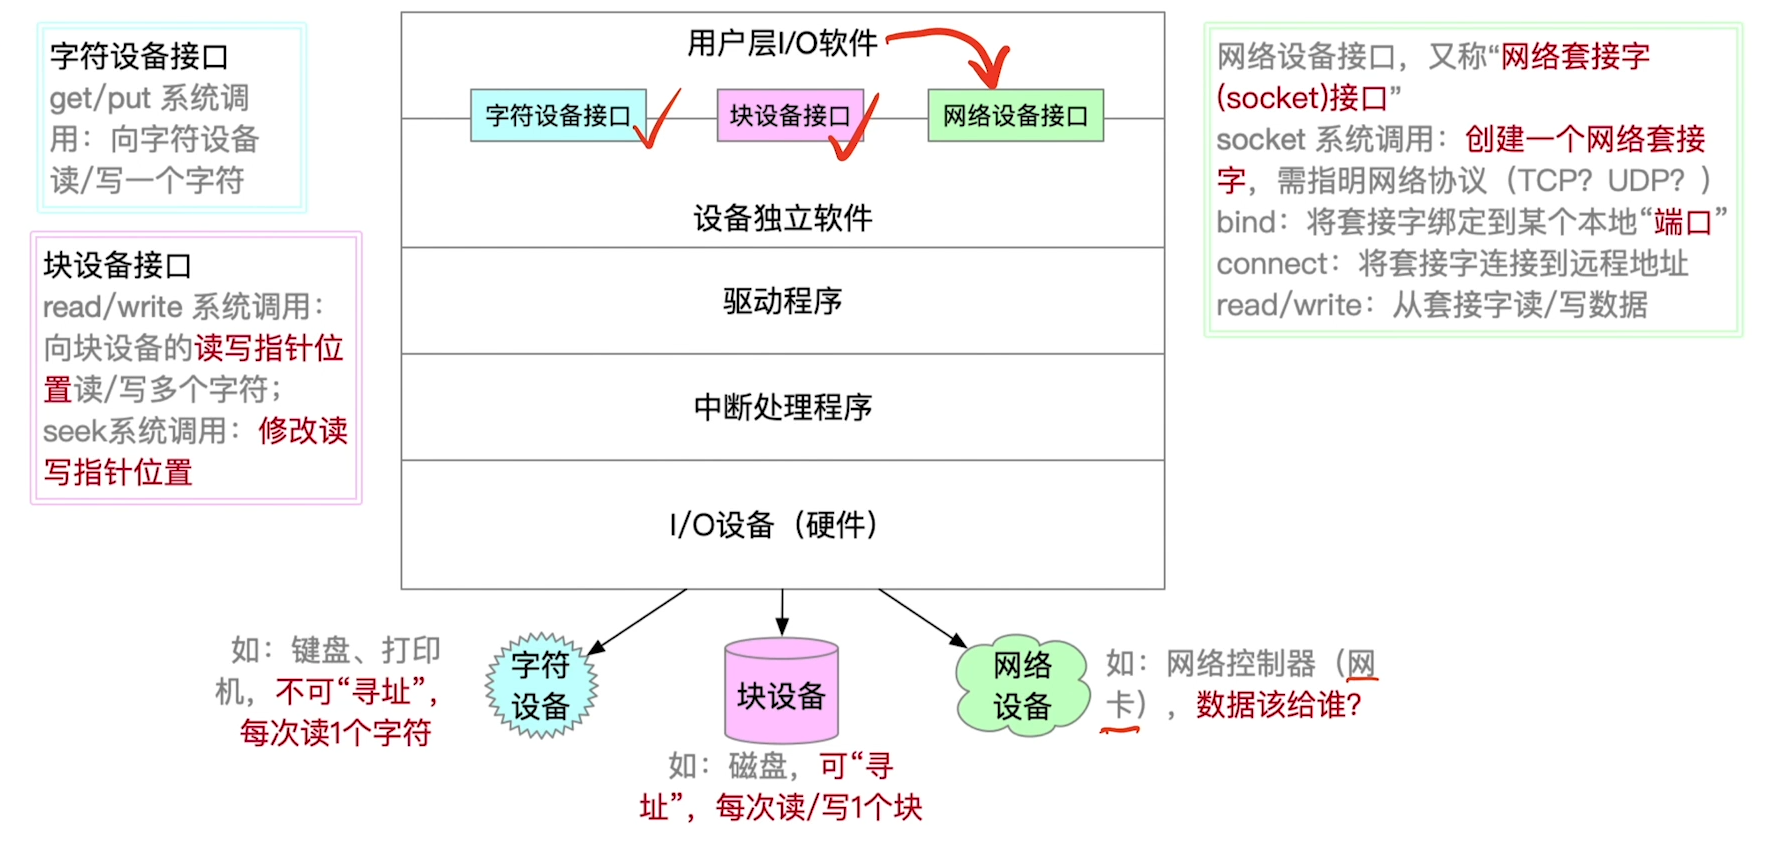 字符设备接口
get/put 系统调
用：向字符设备
读/写一个字符
块设备接口
read/write 系统调用：
向块设备的读写指针位
置读/写多个字符；
seek系统调用：修改读
写指针位置
用户层I/O软件
字符设备接口
块设备接口
网络设备接口
设备独立软件
驱动程序
中断处理程序
I/O设备（硬件）
网络设备接口，又称“网络套接字
(socket)接口”
socket 系统调用：创建一个网络套接
字，需指明网络协议（TCP？UDP？）
bind：将套接字绑定到某个本地“端口”
connect：将套接字连接到远程地址
read/write：从套接字读/写数据
如：键盘、打印
机，不可“寻址”，
每次读1个字符
字符
设备
块设备
如：磁盘，可“寻
址”，每次读/写1个块
网络
设备
如：网络控制器（网
卡），数据该给谁？